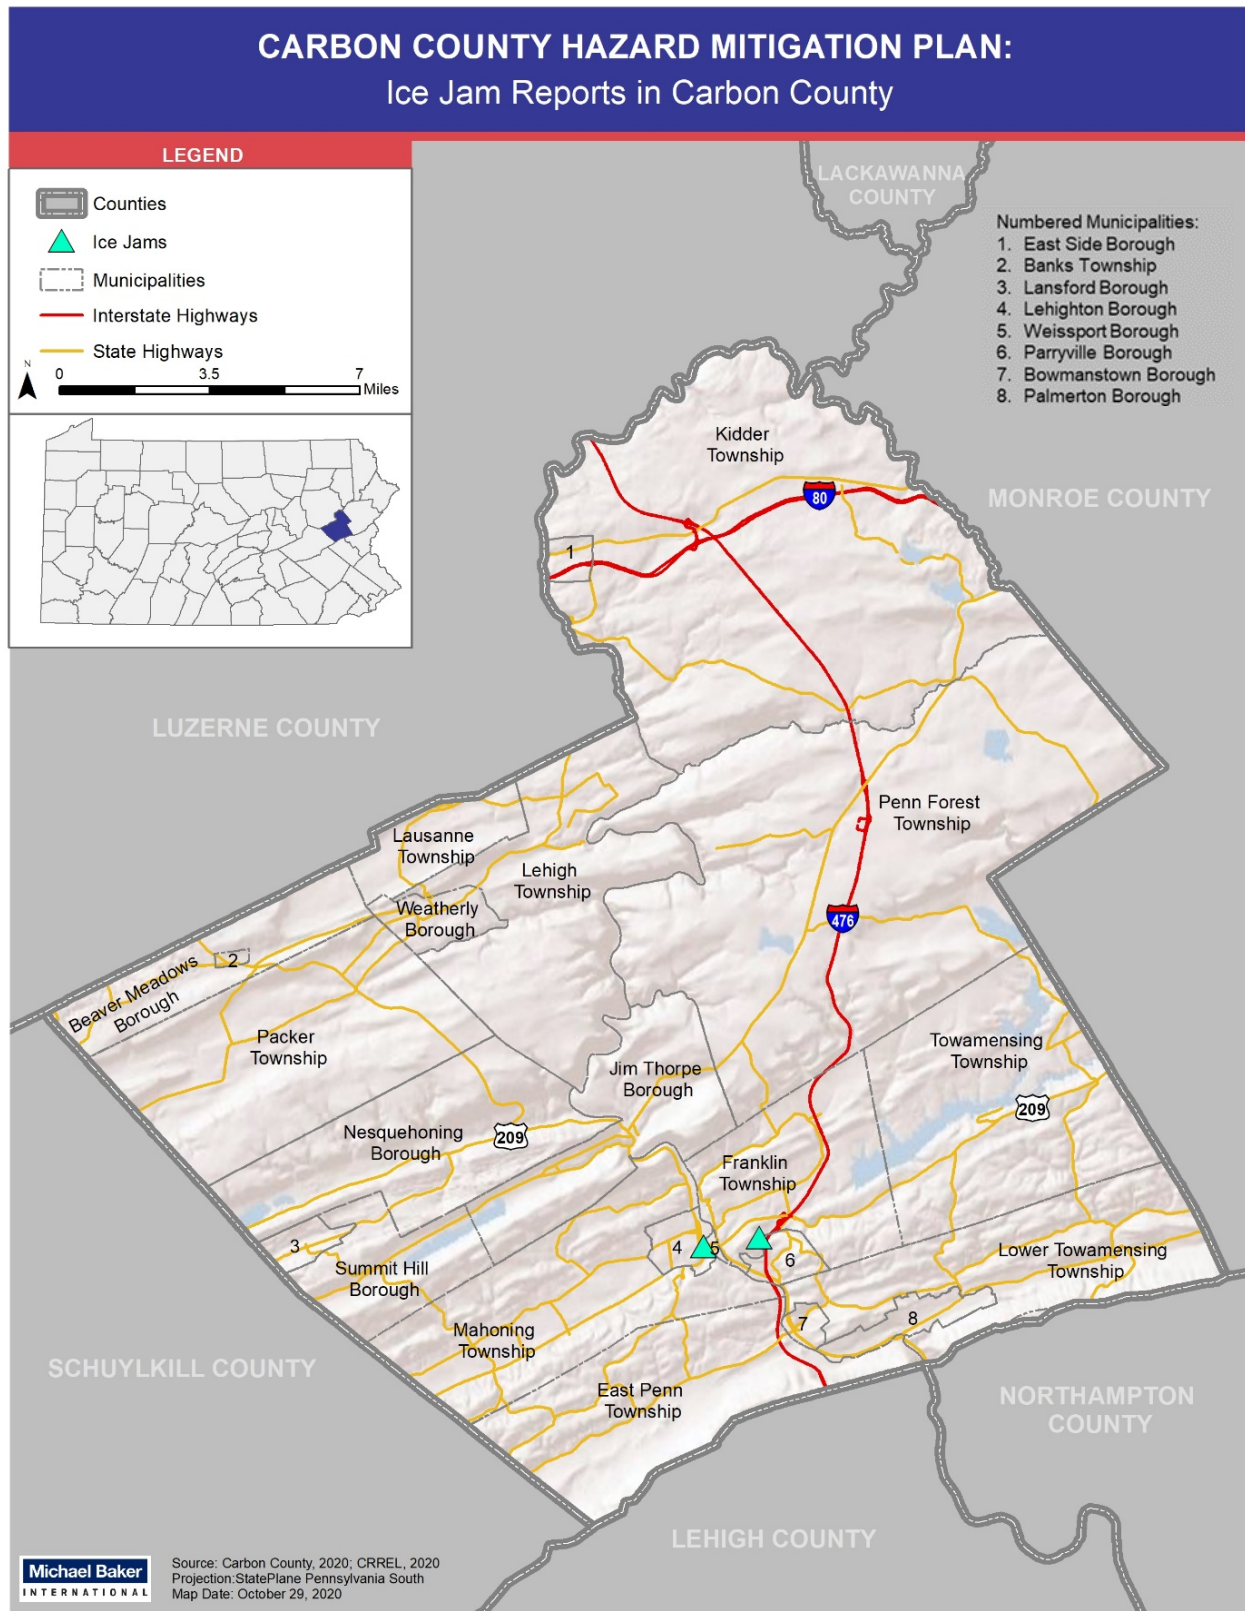 CARBON COUNTY HAZARD MITIGATION PLAN:
Ice Jam Reports in Carbon County
LEGEND
Counties
Ice Jams
Municipalities
Interstate Highways
State Highways
N
0 3.5 7
Miles
LACKAWANNA
COUNTY
Numbered Municipalities:
1. East Side Borough
2. Banks Township
3. Lansford Borough
4. Lehighton Borough
5. Weissport Borough
6. Parryville Borough
7. Bowmanstown Borough
8. Palmerton Borough
Kidder
Township
80
MONROE COUNTY
1
LUZERNE COUNTY
Penn Forest
Township
Lausanne
Township
Lehigh
Township
Weatherly
Borough
476
2
Beaver Meadows
Borough
Packer
Township
Towamensing
Township
Jim Thorpe
Borough
209
Nesquehoning
Borough
209
Franklin
Township
3
4
5
6
Lower Towamensing
Township
Summit Hill
Borough
7
8
Mahoning
Township
SCHUYLKILL COUNTY
East Penn
Township
NORTHAMPTON
COUNTY
LEHIGH COUNTY
Michael Baker
INTERNATIONAL
Source: Carbon County, 2020; CRREL, 2020
Projection:StatePlane Pennsylvania South
Map Date: October 29, 2020